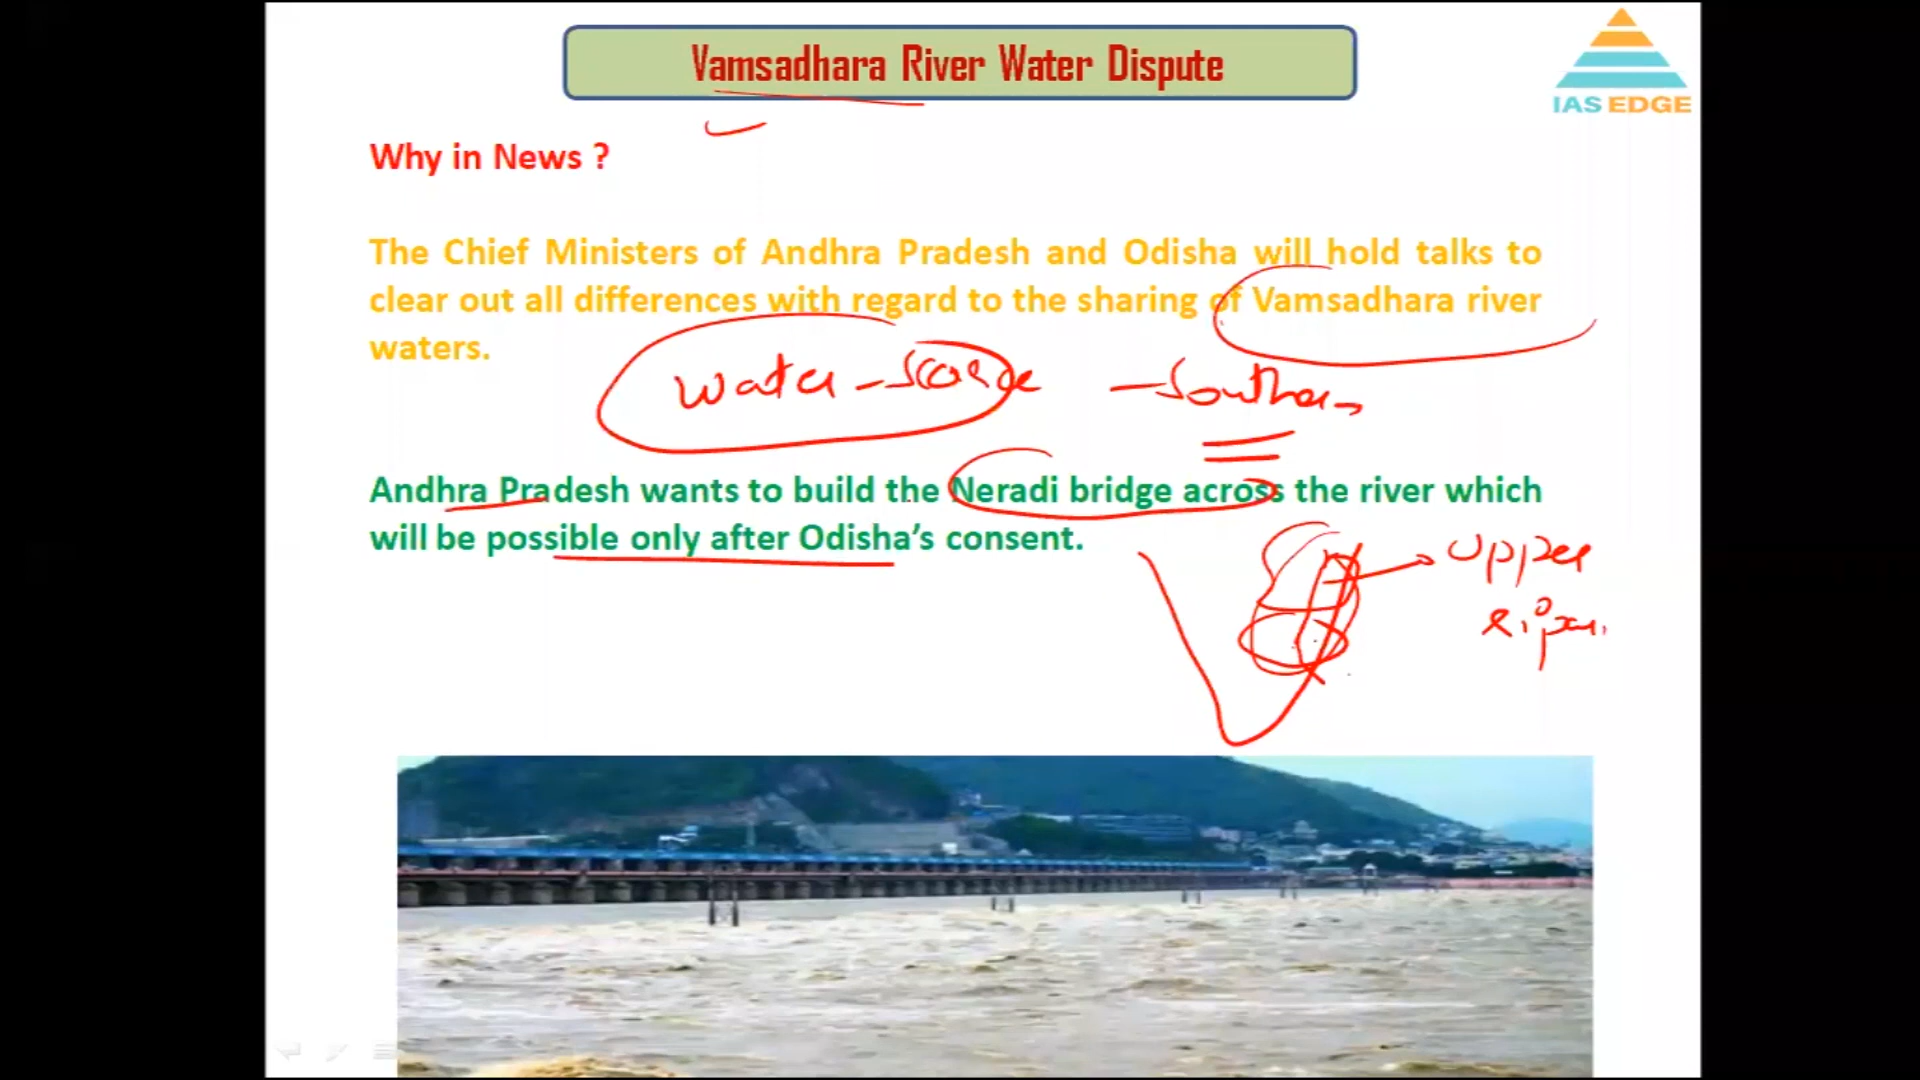 Vamsadhara River Water Dispute
IAS EDGE
Why in News ?
The Chief Ministers of Andhra Pradesh and Odisha will hold talks to
clear out all differences with regard to the sharing of Vamsadhara river
waters.
Water - Scarce - Southern
Andhra Pradesh wants to build the Neradi bridge across the river which
will be possible only after Odisha's consent.
Upper